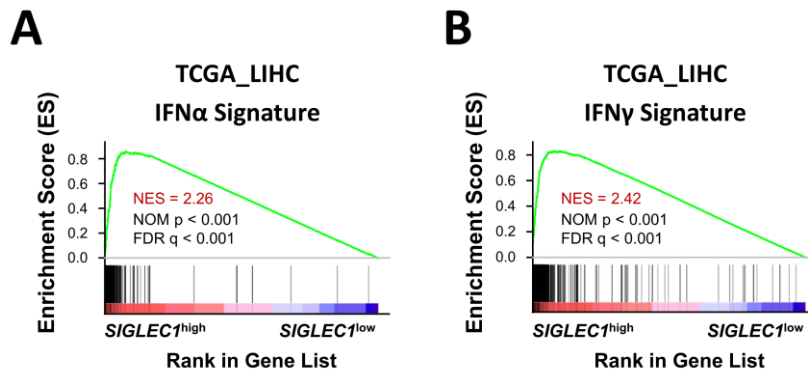 A
TCGA_LIHC
IFNα Signature
Enrichment Score (ES)
0.8
0.6
0.4
0.2
0.0
NES = 2.26
NOM p < 0.001
FDR q < 0.001
SIGLEC1high
SIGLEC1low
Rank in Gene List
B
TCGA_LIHC
IFNγ Signature
Enrichment Score (ES)
0.8
0.6
0.4
0.2
0.0
NES = 2.42
NOM p < 0.001
FDR q < 0.001
SIGLEC1high
SIGLEC1low
Rank in Gene List